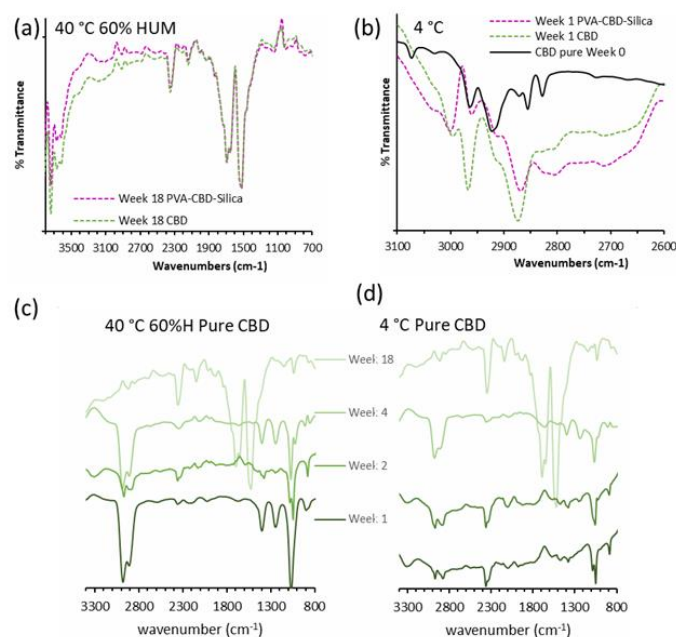 (a)
40 °C 60% HUM
% Transmittance
Week 18 PVA-CBD-Silica
Week 18 CBD
3500 3100 2700 2300 1900 1500 1100 700
Wavenumbers (cm-1)
(b)
4 °C
Week 1 PVA-CBD-Silica
Week 1 CBD
CBD pure Week 0
% Transmittance
3100 3000 2900 2800 2700 2600
Wavenumbers (cm-1)
(c)
40 °C 60%H Pure CBD
(d)
4 °C Pure CBD
Week: 18
Week: 4
Week: 2
Week: 1
3300 2800 2300 1800 1300 800
wavenumber (cm⁻¹)
3300 2800 2300 1800 1300 800
wavenumber (cm⁻¹)